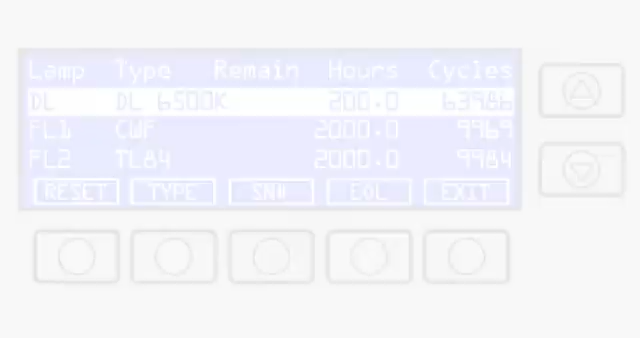 Lamp Type Remain Hours Cycles
DL DL 6500K 200.0 63986
FL1 CWF 2000.0 9969
FL2 TL84 2000.0 9984
RESET TYPE SN# EOL EXIT